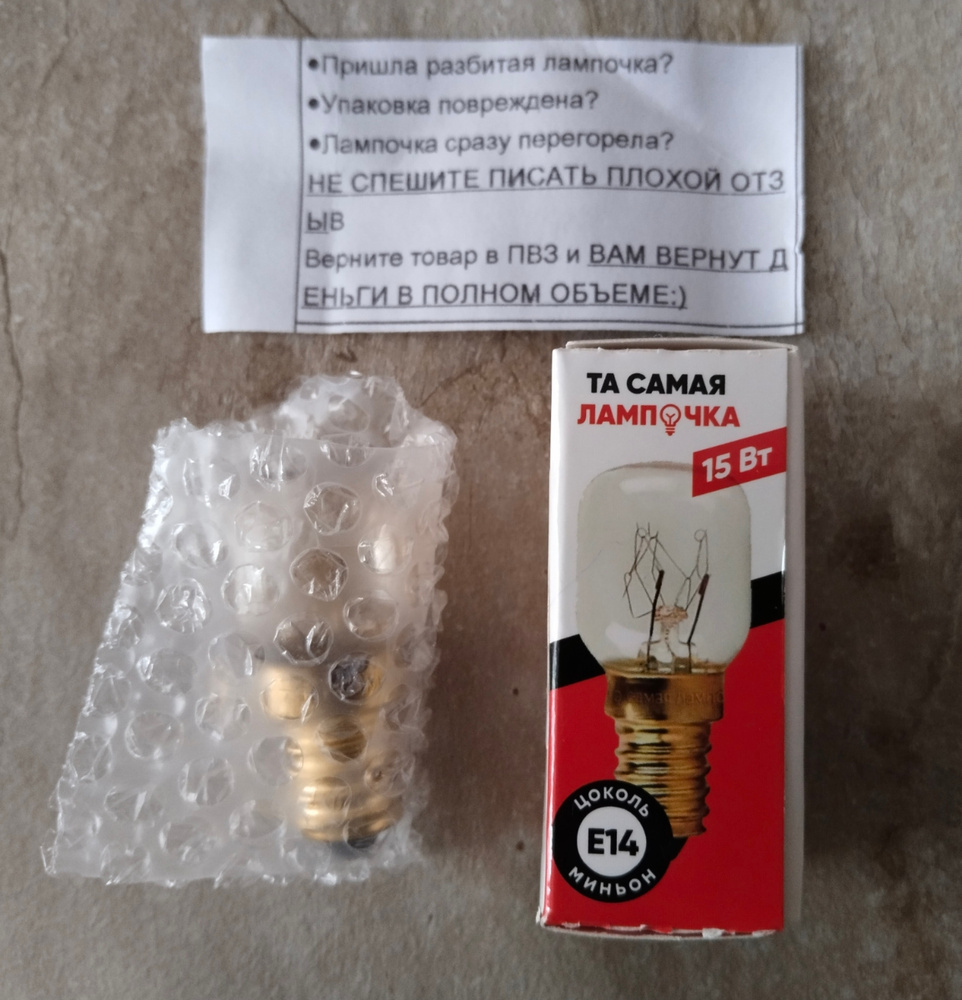 •Пришла разбитая лампочка?
•Упаковка повреждена?
•Лампочка сразу перегорела?
НЕ СПЕШИТЕ ПИСАТЬ ПЛОХОЙ ОТЗ
ЫВ
Верните товар в ПВЗ и ВАМ ВЕРНУТ Д
ЕНЬГИ В ПОЛНОМ ОБЪЕМЕ:)
ТА САМАЯ
ЛАМПОЧКА
15 Вт
ЦОКОЛЬ
E14
МИНЬОН